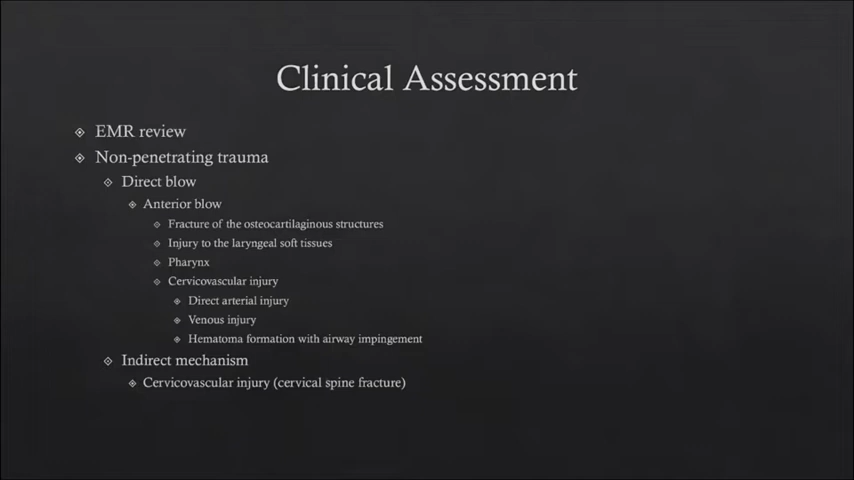 Clinical Assessment
EMR review
Non-penetrating trauma
Direct blow
Anterior blow
Fracture of the osteocartilaginous structures
Injury to the laryngeal soft tissues
Pharynx
Cervicovascular injury
Direct arterial injury
Venous injury
Hematoma formation with airway impingement
Indirect mechanism
Cervicovascular injury (cervical spine fracture)